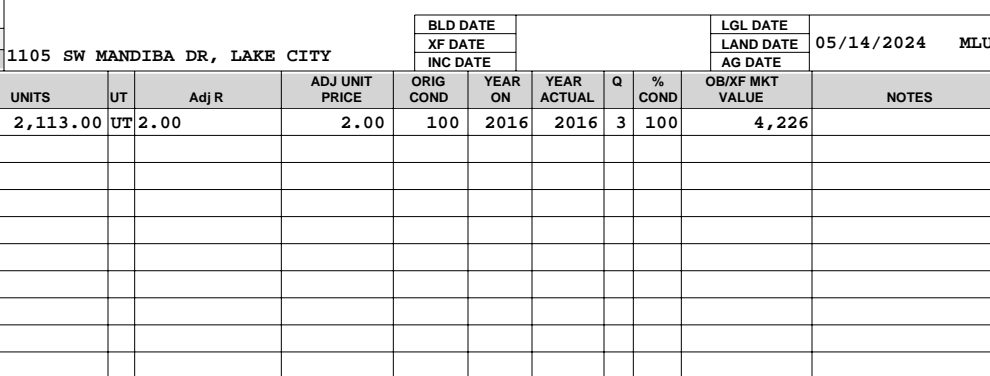 BLD DATE LGL DATE
XF DATE LAND DATE 05/14/2024 MLU
1105 SW MANDIBA DR, LAKE CITY
INC DATE AG DATE
UNITS UT Adj R ADJ UNIT PRICE ORIG COND YEAR ON YEAR ACTUAL Q % COND OB/XF MKT VALUE NOTES
2,113.00 UT 2.00 2.00 100 2016 2016 3 100 4,226